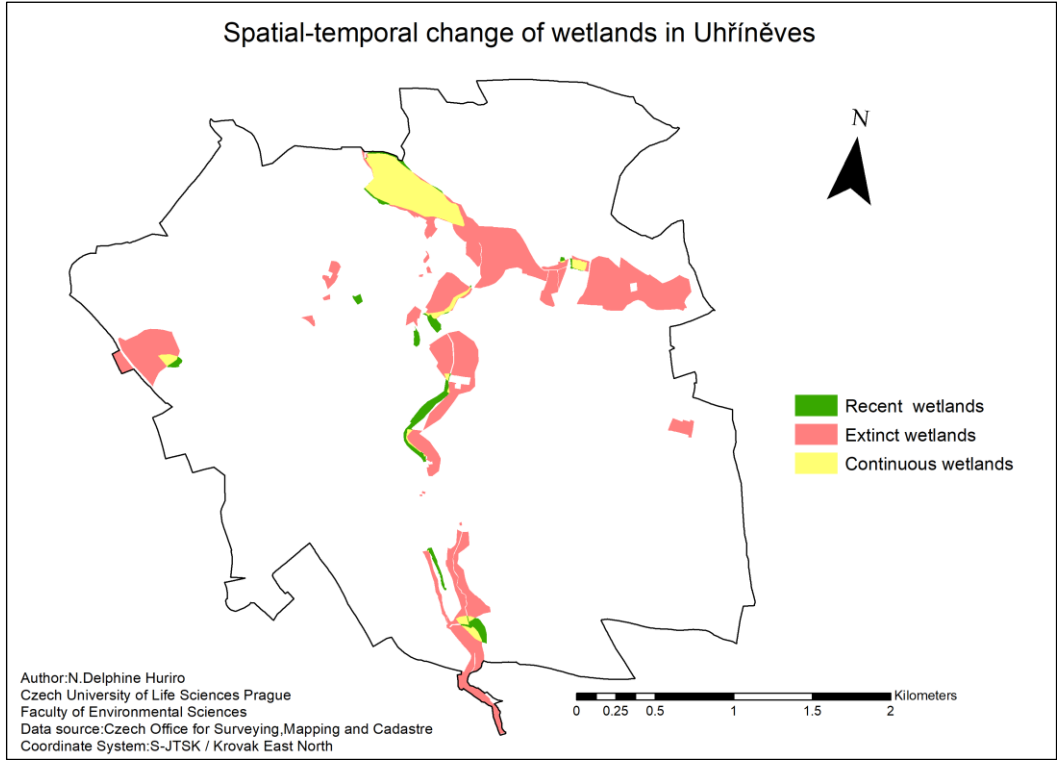 Spatial-temporal change of wetlands in Uhříněves
N
Recent wetlands
Extinct wetlands
Continuous wetlands
Author:N.Delphine Huriro
Czech University of Life Sciences Prague
Faculty of Environmental Sciences
Data source:Czech Office for Surveying,Mapping and Cadastre
Coordinate System:S-JTSK / Krovak East North
Kilometers
0 0.25 0.5 1 1.5 2